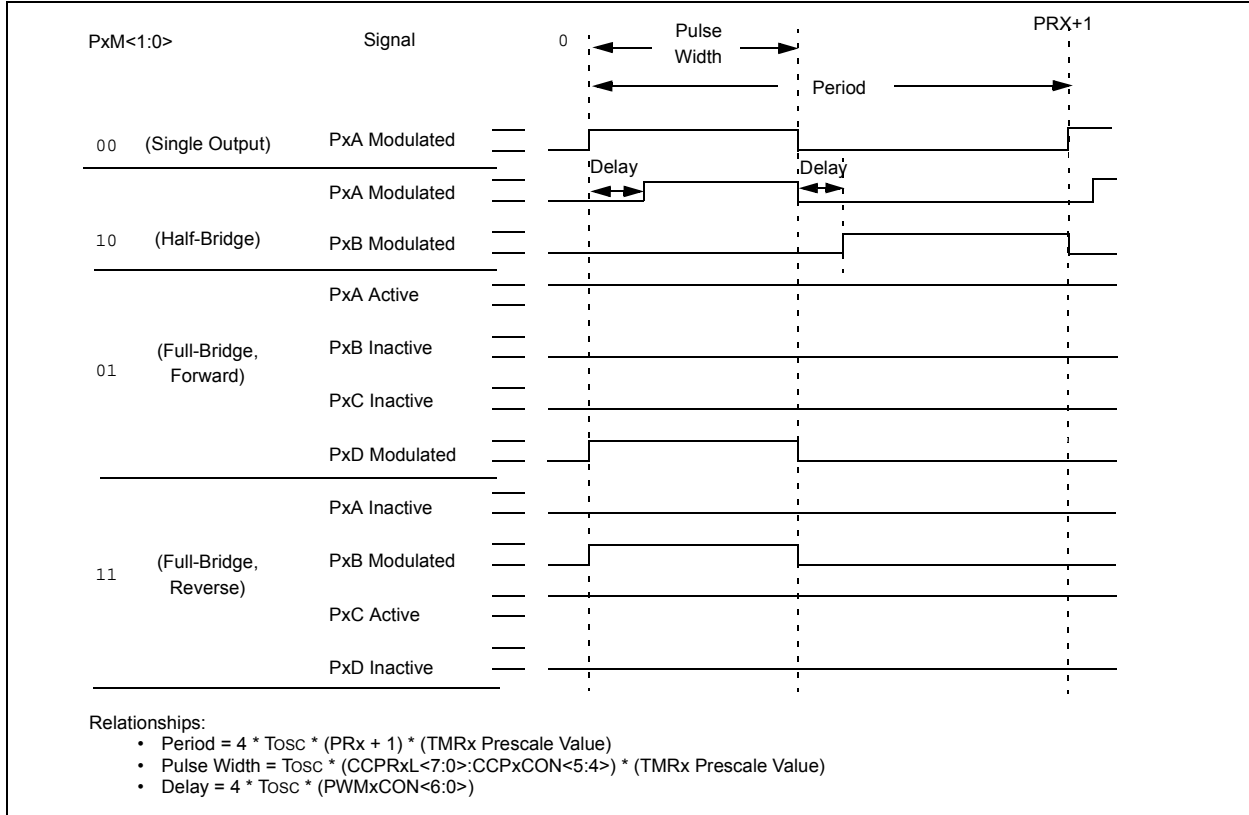 PxM<1:0> Signal 0 Pulse Width PRX+1
Period
00 (Single Output) PxA Modulated
Delay Delay
PxA Modulated
10 (Half-Bridge) PxB Modulated
PxA Active
(Full-Bridge, Forward) PxB Inactive
01
PxC Inactive
PxD Modulated
PxA Inactive
11 (Full-Bridge, Reverse) PxB Modulated
PxC Active
PxD Inactive
Relationships:
• Period = 4 * TOSC * (PRx + 1) * (TMRx Prescale Value)
• Pulse Width = TOSC * (CCPRxL<7:0>:CCPxCON<5:4>) * (TMRx Prescale Value)
• Delay = 4 * TOSC * (PWMxCON<6:0>)